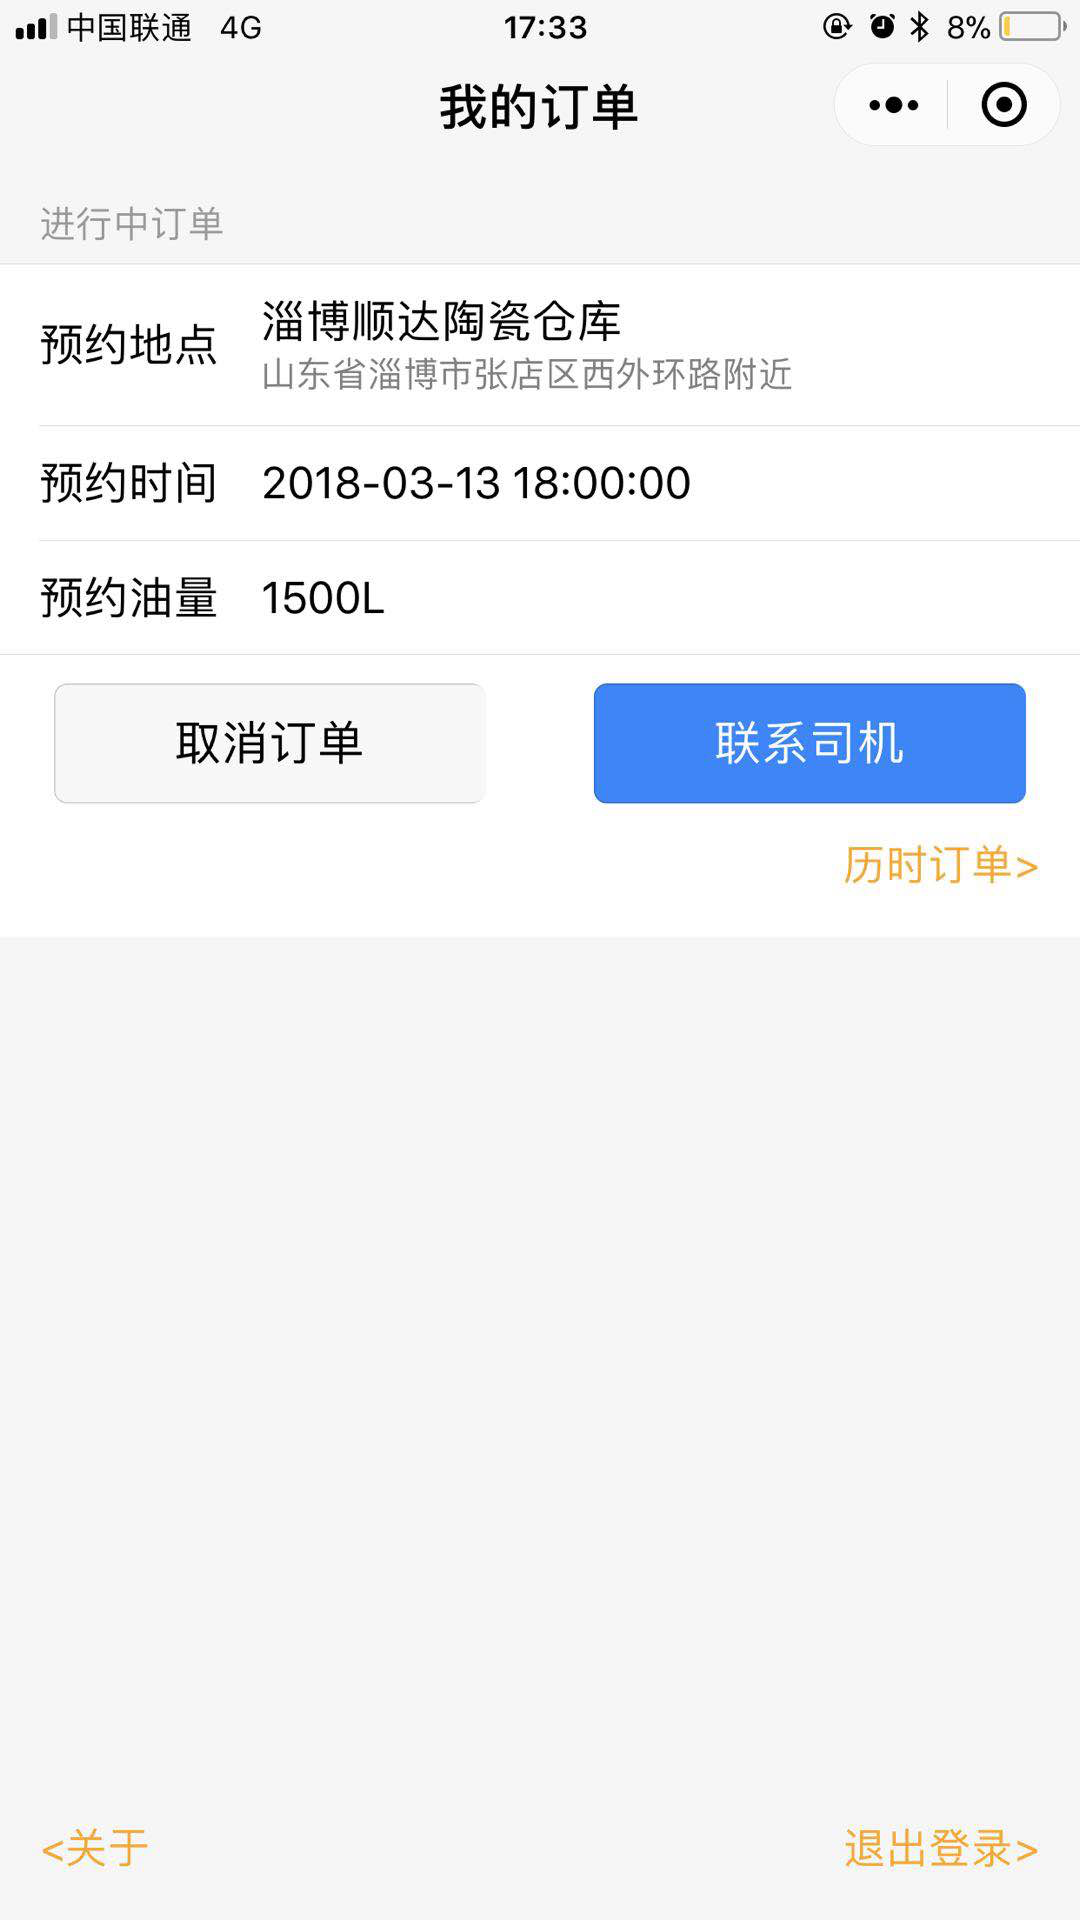 中国联通 4G 17:33 8%
我的订单
进行中订单
预约地点 淄博顺达陶瓷仓库
山东省淄博市张店区西外环路附近
预约时间 2018-03-13 18:00:00
预约油量 1500L
取消订单 联系司机
历时订单>
<关于 退出登录>